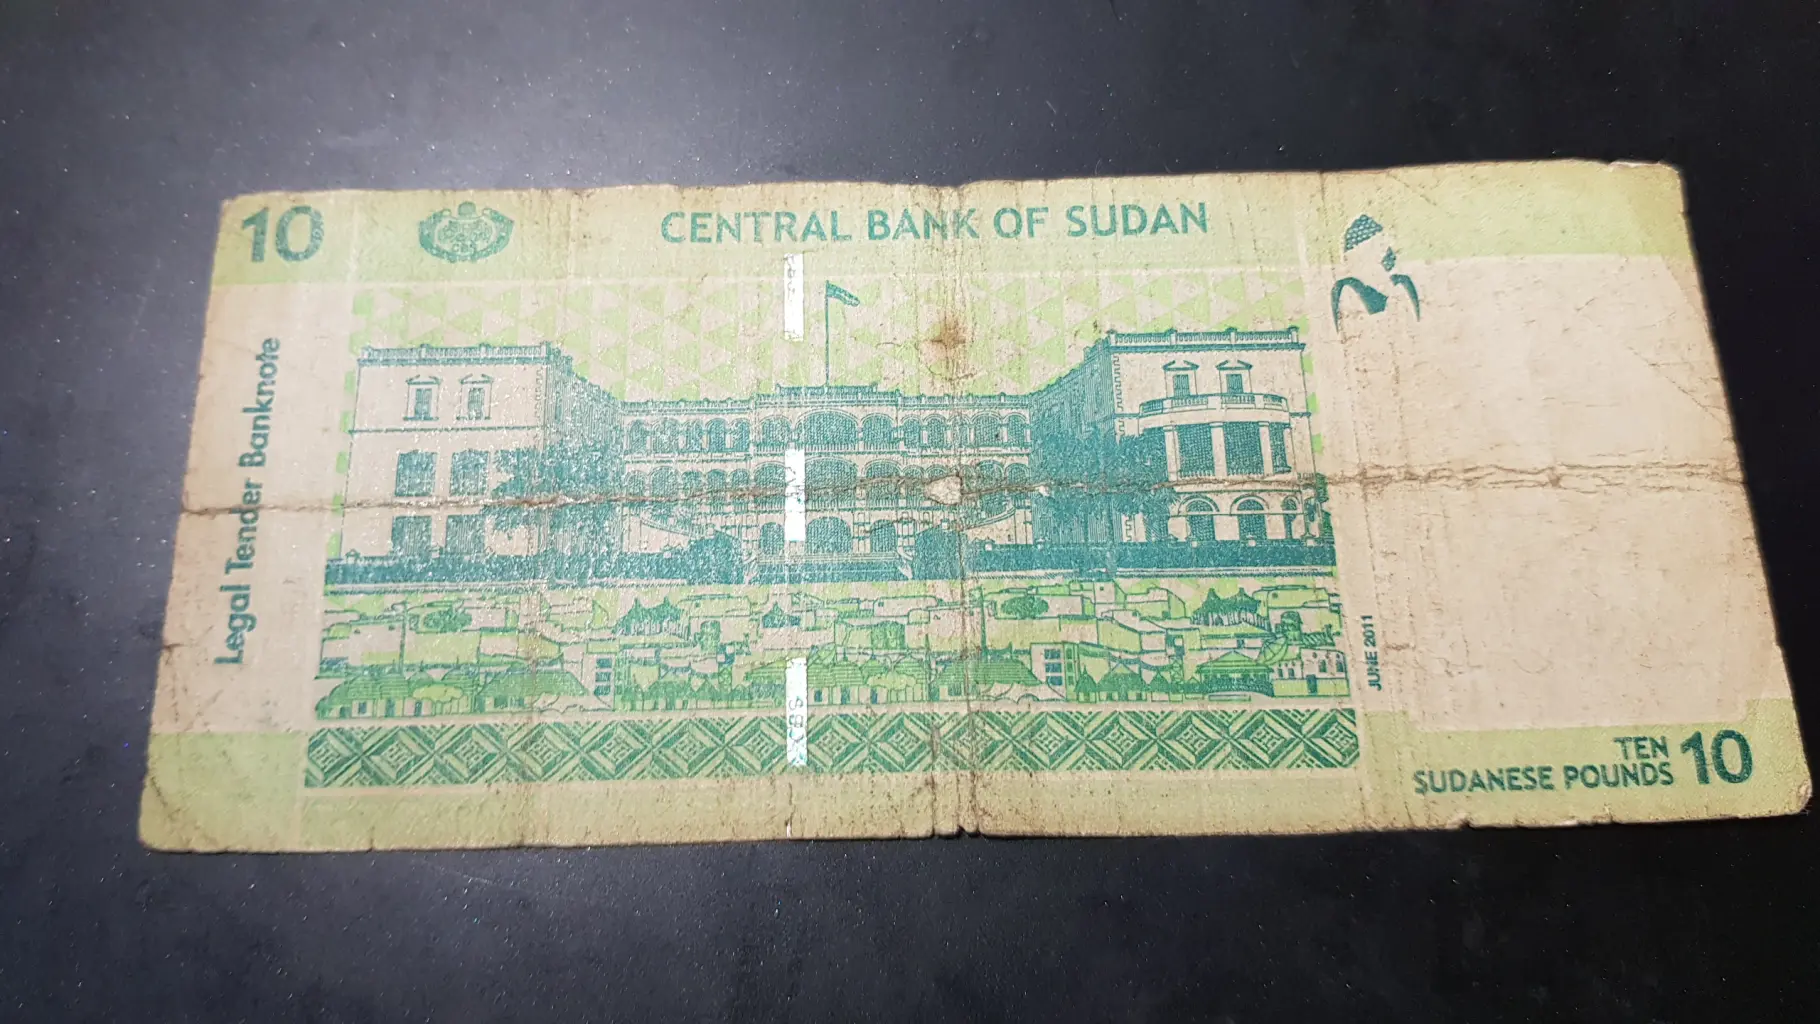 10
CENTRAL BANK OF SUDAN
Legal Tender Banknote
JUNE 2011
TEN
SUDANESE POUNDS 10